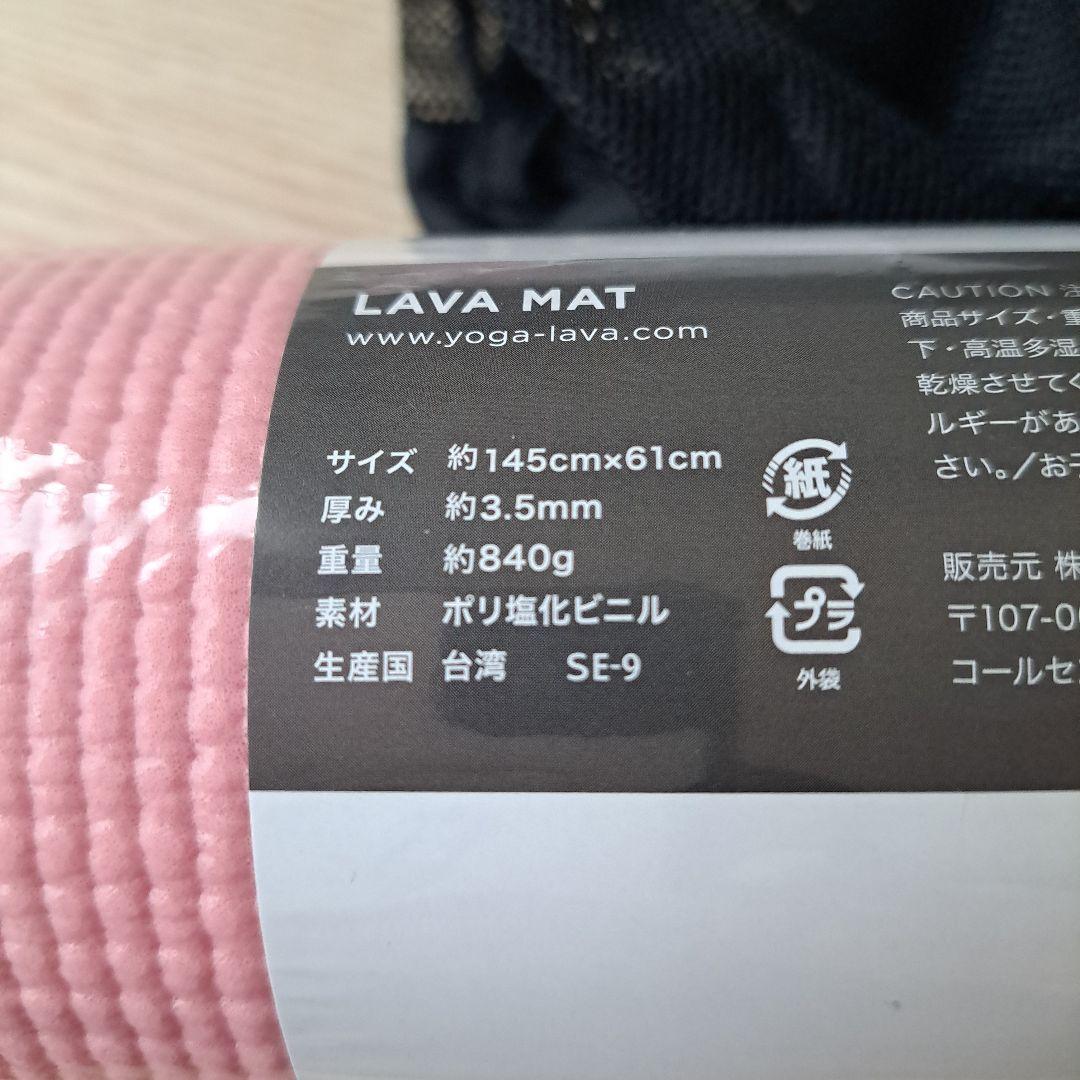 LAVA MAT
www.yoga-lava.com
サイズ 約145cm×61cm
厚み 約3.5mm
重量 約840g
素材 ポリ塩化ビニル
生産国 台湾 SE-9
紙
巻紙
プラ
外袋
CAUTION 注
商品サイズ・重
下・高温多湿
乾燥させてく
ルギーがあ
さい。/お手
販売元 株
〒107-00
コールセン